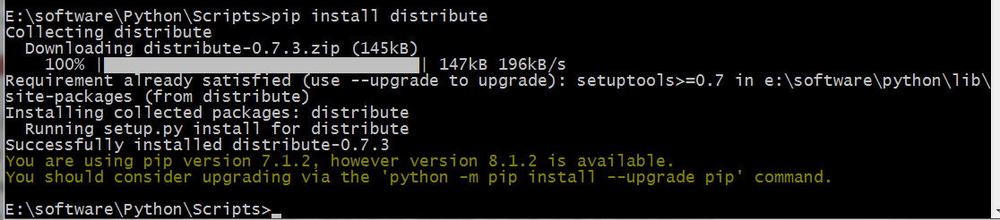 E:\software\Python\Scripts>pip install distribute
Collecting distribute
  Downloading distribute-0.7.3.zip (145kB)
    100% |████████████████████████████████| 147kB 196kB/s
Requirement already satisfied (use --upgrade to upgrade): setuptools>=0.7 in e:\software\python\lib\
site-packages (from distribute)
Installing collected packages: distribute
  Running setup.py install for distribute
Successfully installed distribute-0.7.3
You are using pip version 7.1.2, however version 8.1.2 is available.
You should consider upgrading via the 'python -m pip install --upgrade pip' command.
E:\software\Python\Scripts>